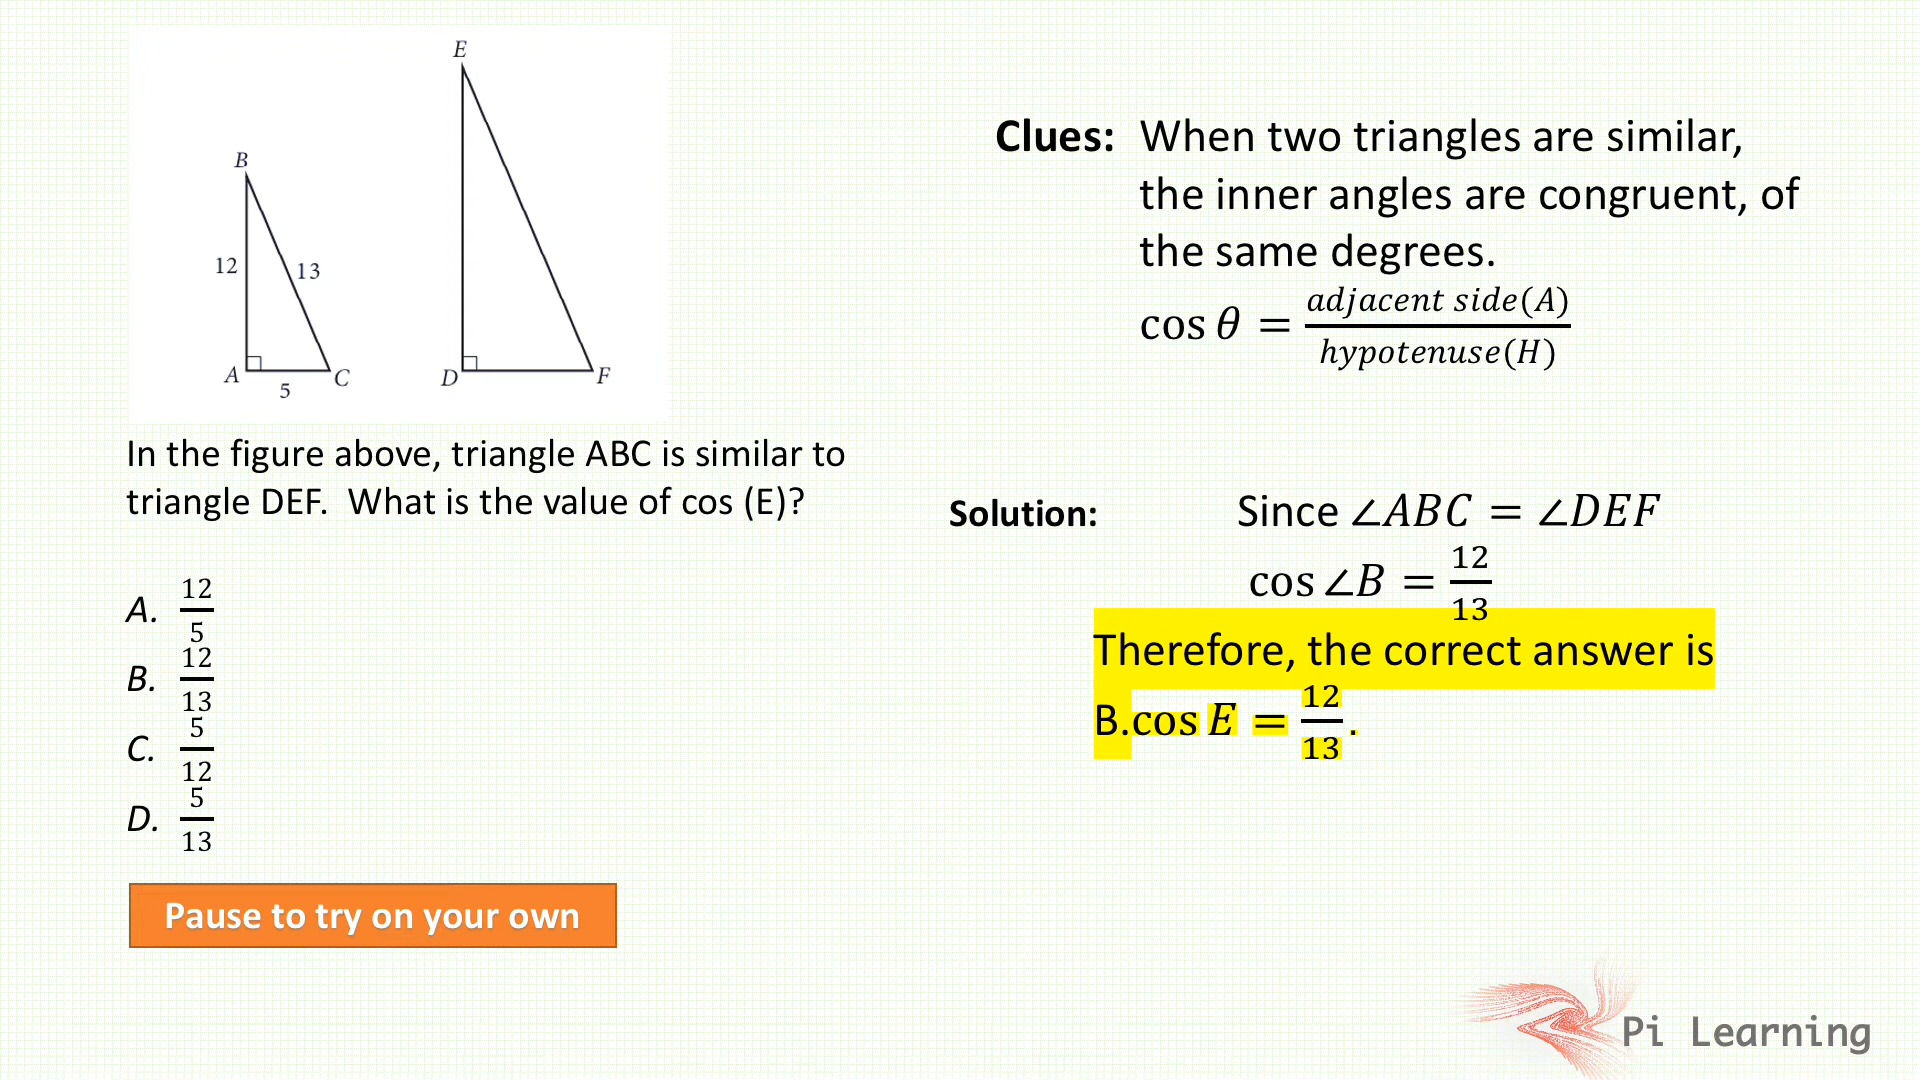 E
B
12
13
A
5
C
D
F
In the figure above, triangle ABC is similar to
triangle DEF. What is the value of cos (E)?
A. 12/5
B. 12/13
C. 5/12
D. 5/13
Pause to try on your own
Clues: When two triangles are similar,
the inner angles are congruent, of
the same degrees.
cos θ = adjacent side(A)/hypotenuse(H)
Solution: Since ∠ABC = ∠DEF
cos ∠B = 12/13
Therefore, the correct answer is
B.cos E = 12/13.
Pi Learning